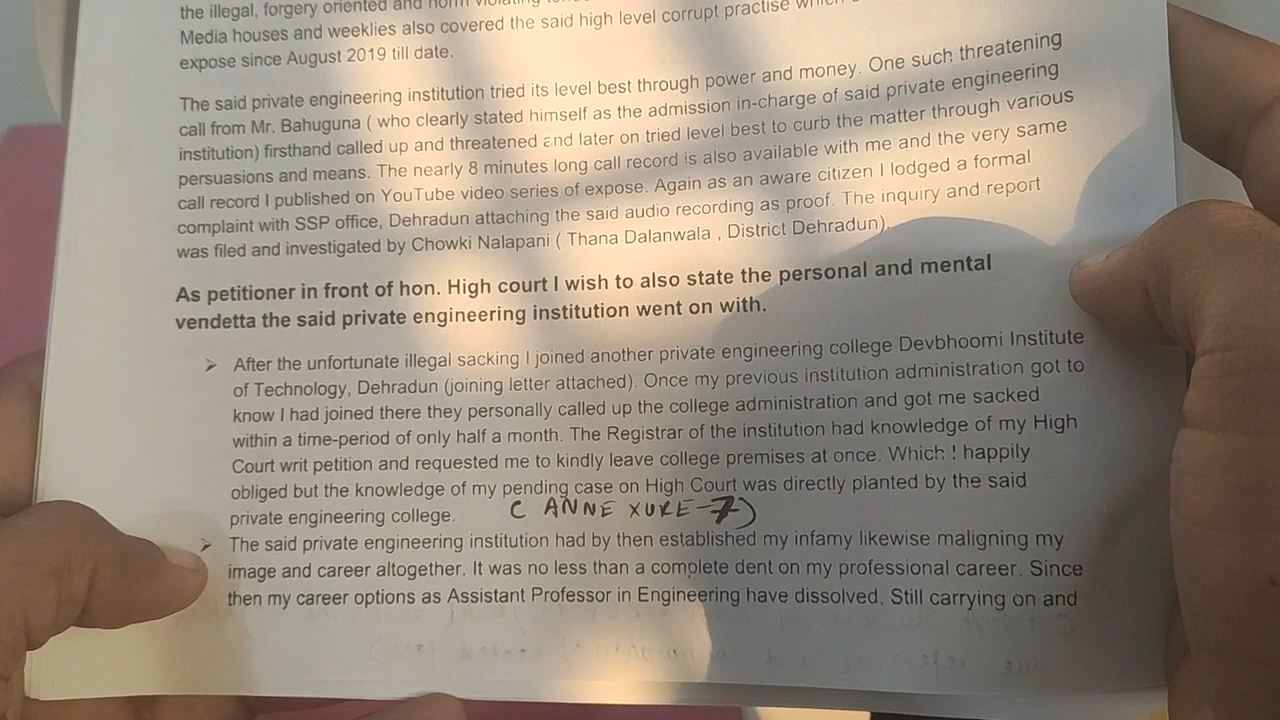 the illegal, forgery oriented and norm violating
Media houses and weeklies also covered the said high level corrupt practise which
expose since August 2019 till date.
The said private engineering institution tried its level best through power and money. One such threatening
call from Mr. Bahuguna ( who clearly stated himself as the admission in-charge of said private engineering
institution) firsthand called up and threatened and later on tried level best to curb the matter through various
persuasions and means. The nearly 8 minutes long call record is also available with me and the very same
call record I published on YouTube video series of expose. Again as an aware citizen I lodged a formal
complaint with SSP office, Dehradun attaching the said audio recording as proof. The inquiry and report
was filed and investigated by Chowki Nalapani ( Thana Dalanwala , District Dehradun).
As petitioner in front of hon. High court I wish to also state the personal and mental
vendetta the said private engineering institution went on with.
➢ After the unfortunate illegal sacking I joined another private engineering college Devbhoomi Institute
of Technology, Dehradun (joining letter attached). Once my previous institution administration got to
know I had joined there they personally called up the college administration and got me sacked
within a time-period of only half a month. The Registrar of the institution had knowledge of my High
Court writ petition and requested me to kindly leave college premises at once. Which I happily
obliged but the knowledge of my pending case on High Court was directly planted by the said
private engineering college. ( ANNEXURE-7)
➢ The said private engineering institution had by then established my infamy likewise maligning my
image and career altogether. It was no less than a complete dent on my professional career. Since
then my career options as Assistant Professor in Engineering have dissolved. Still carrying on and